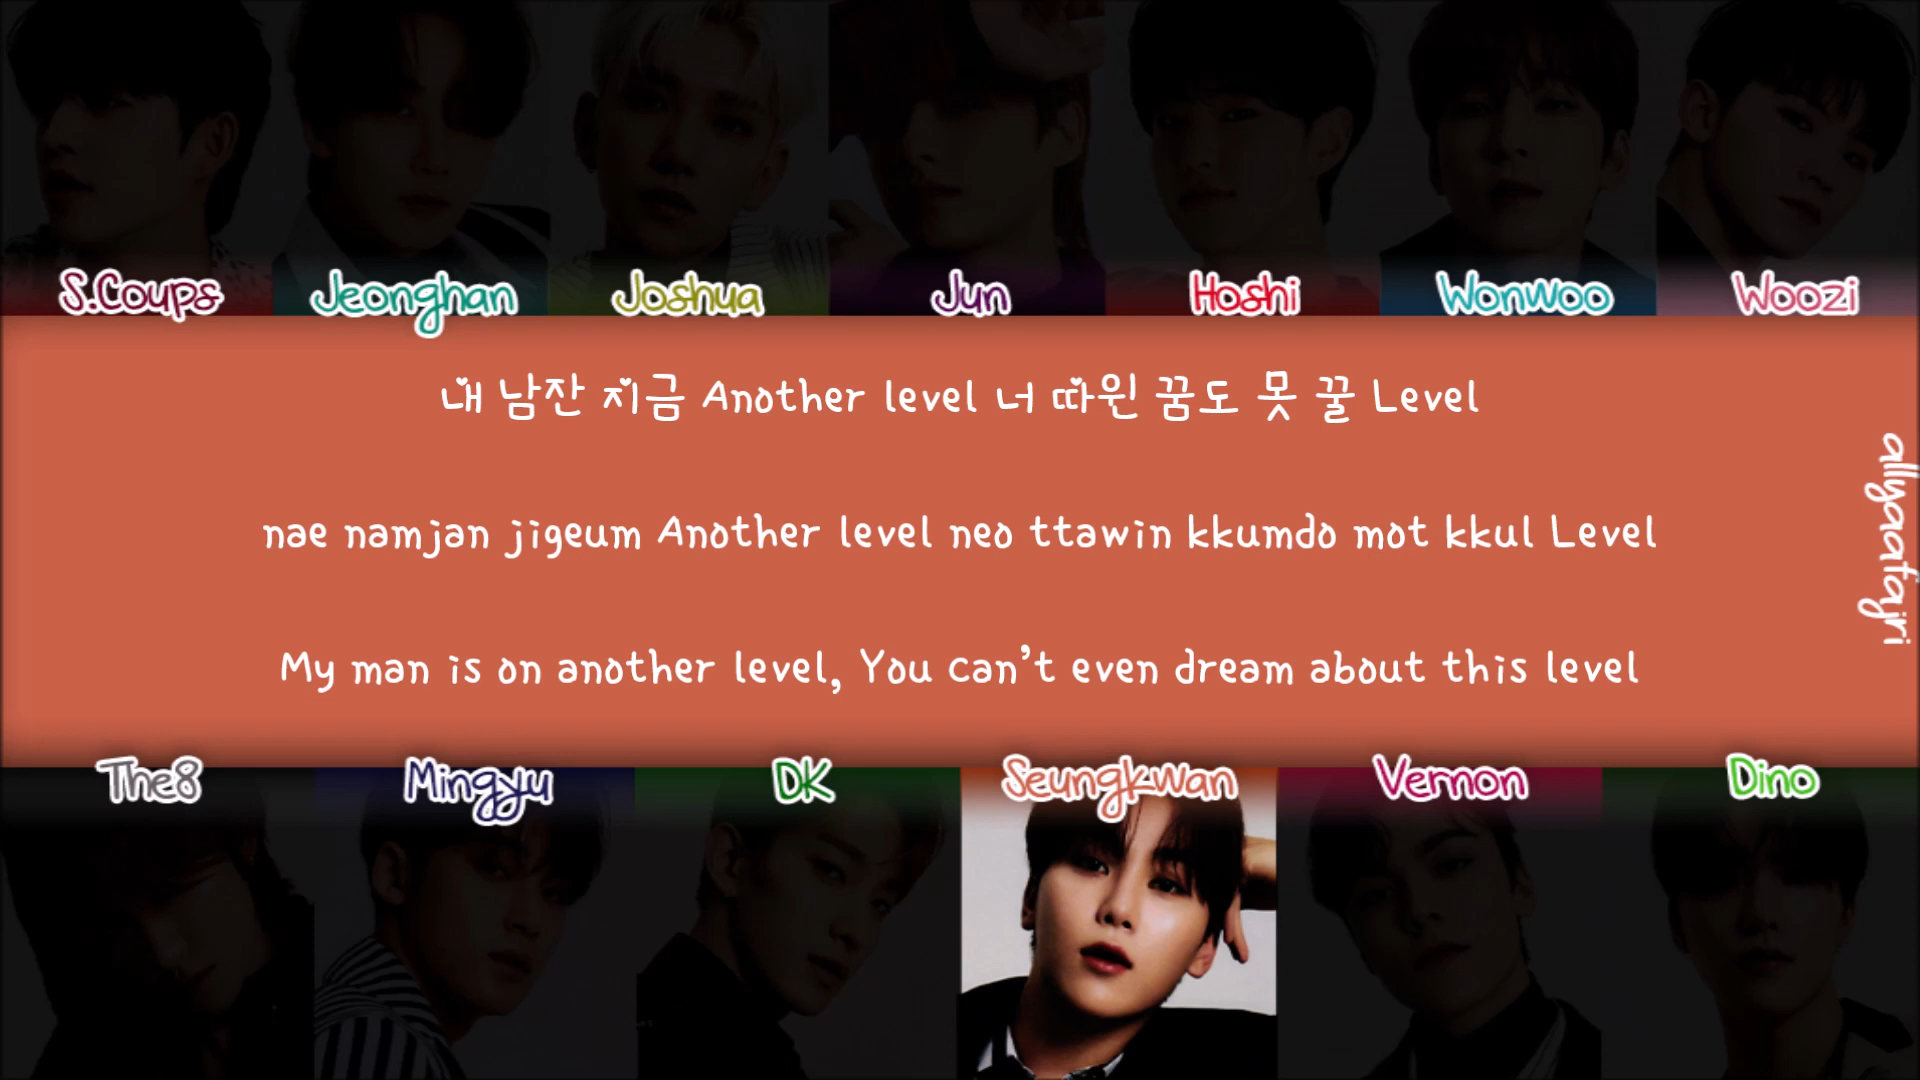 S.Coups Jeonghan Joshua Jun Hoshi Wonwoo Woozi
내 남잔 지금 Another level 너 따윈 꿈도 못 꿀 Level
nae namjan jigeum Another level neo ttawin kkumdo mot kkul Level
My man is on another level, You can't even dream about this level
allyaafajri
The8 Mingyu DK Seungkwan Vernon Dino